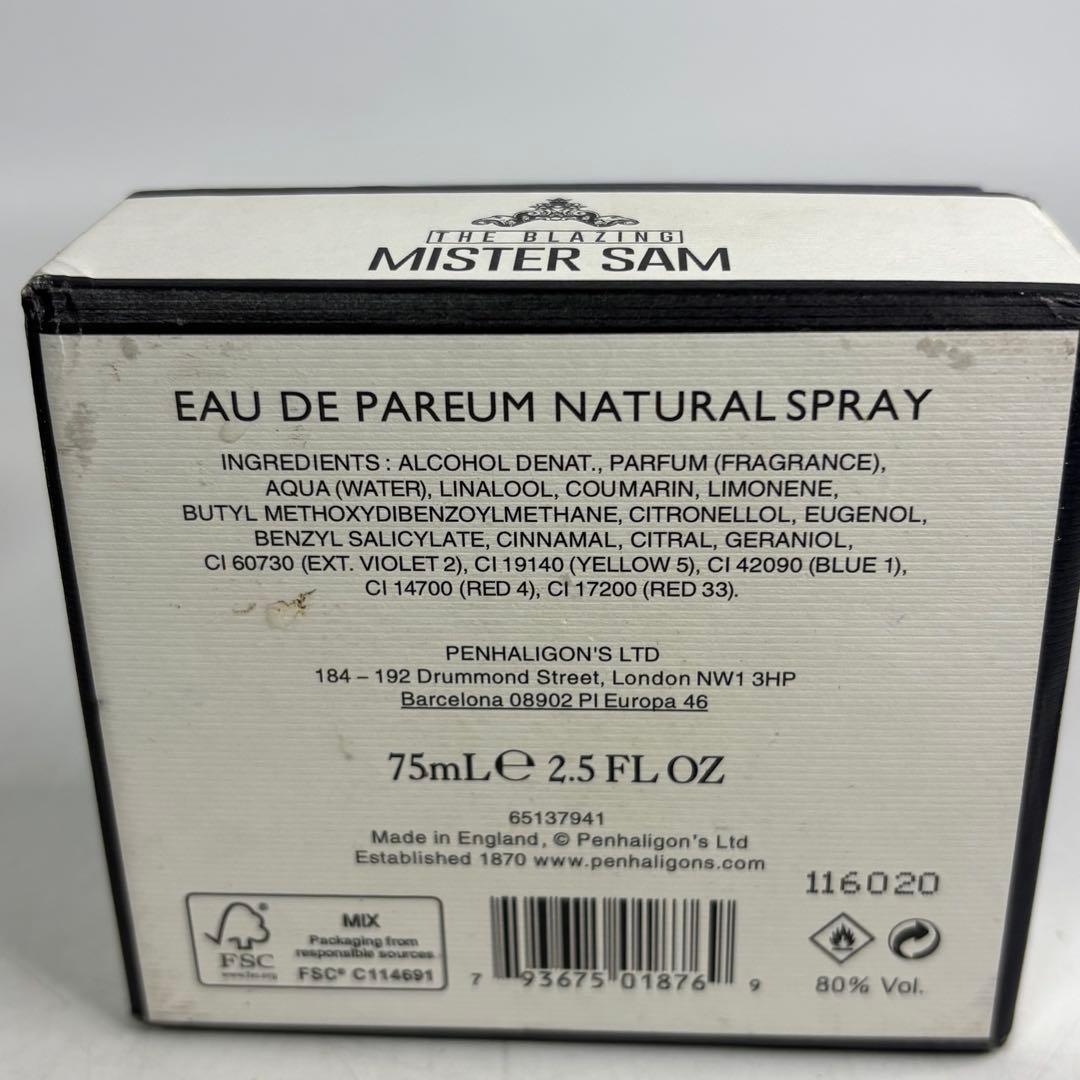 THE BLAZING
MISTER SAM
EAU DE PAREUM NATURAL SPRAY
INGREDIENTS : ALCOHOL DENAT., PARFUM (FRAGRANCE),
AQUA (WATER), LINALOOL, COUMARIN, LIMONENE,
BUTYL METHOXYDIBENZOYLMETHANE, CITRONELLOL, EUGENOL,
BENZYL SALICYLATE, CINNAMAL, CITRAL, GERANIOL,
CI 60730 (EXT. VIOLET 2), CI 19140 (YELLOW 5), CI 42090 (BLUE 1),
CI 14700 (RED 4), CI 17200 (RED 33).
PENHALIGON'S LTD
184 – 192 Drummond Street, London NW1 3HP
Barcelona 08902 Pl Europa 46
75mL℮ 2.5 FL OZ
65137941
Made in England, © Penhaligon's Ltd
Established 1870 www.penhaligons.com
116020
FSC
www.fsc.org
MIX
Packaging from
responsible sources
FSC® C114691
7 93675 01876 9
80% Vol.